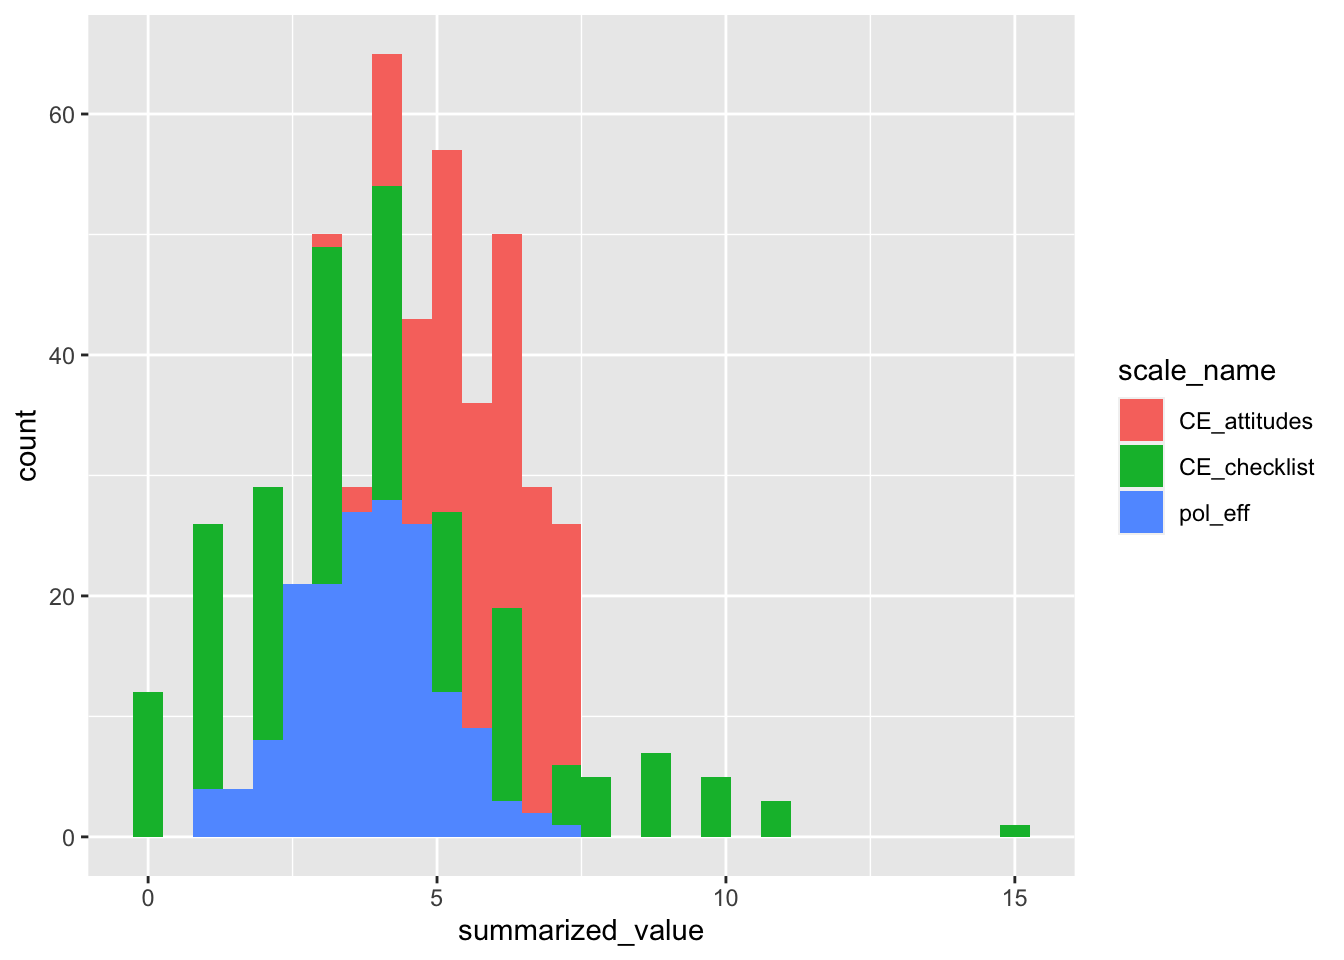 60
40
20
0
count
0 5 10 15
summarized_value
scale_name
CE_attitudes
CE_checklist
pol_eff